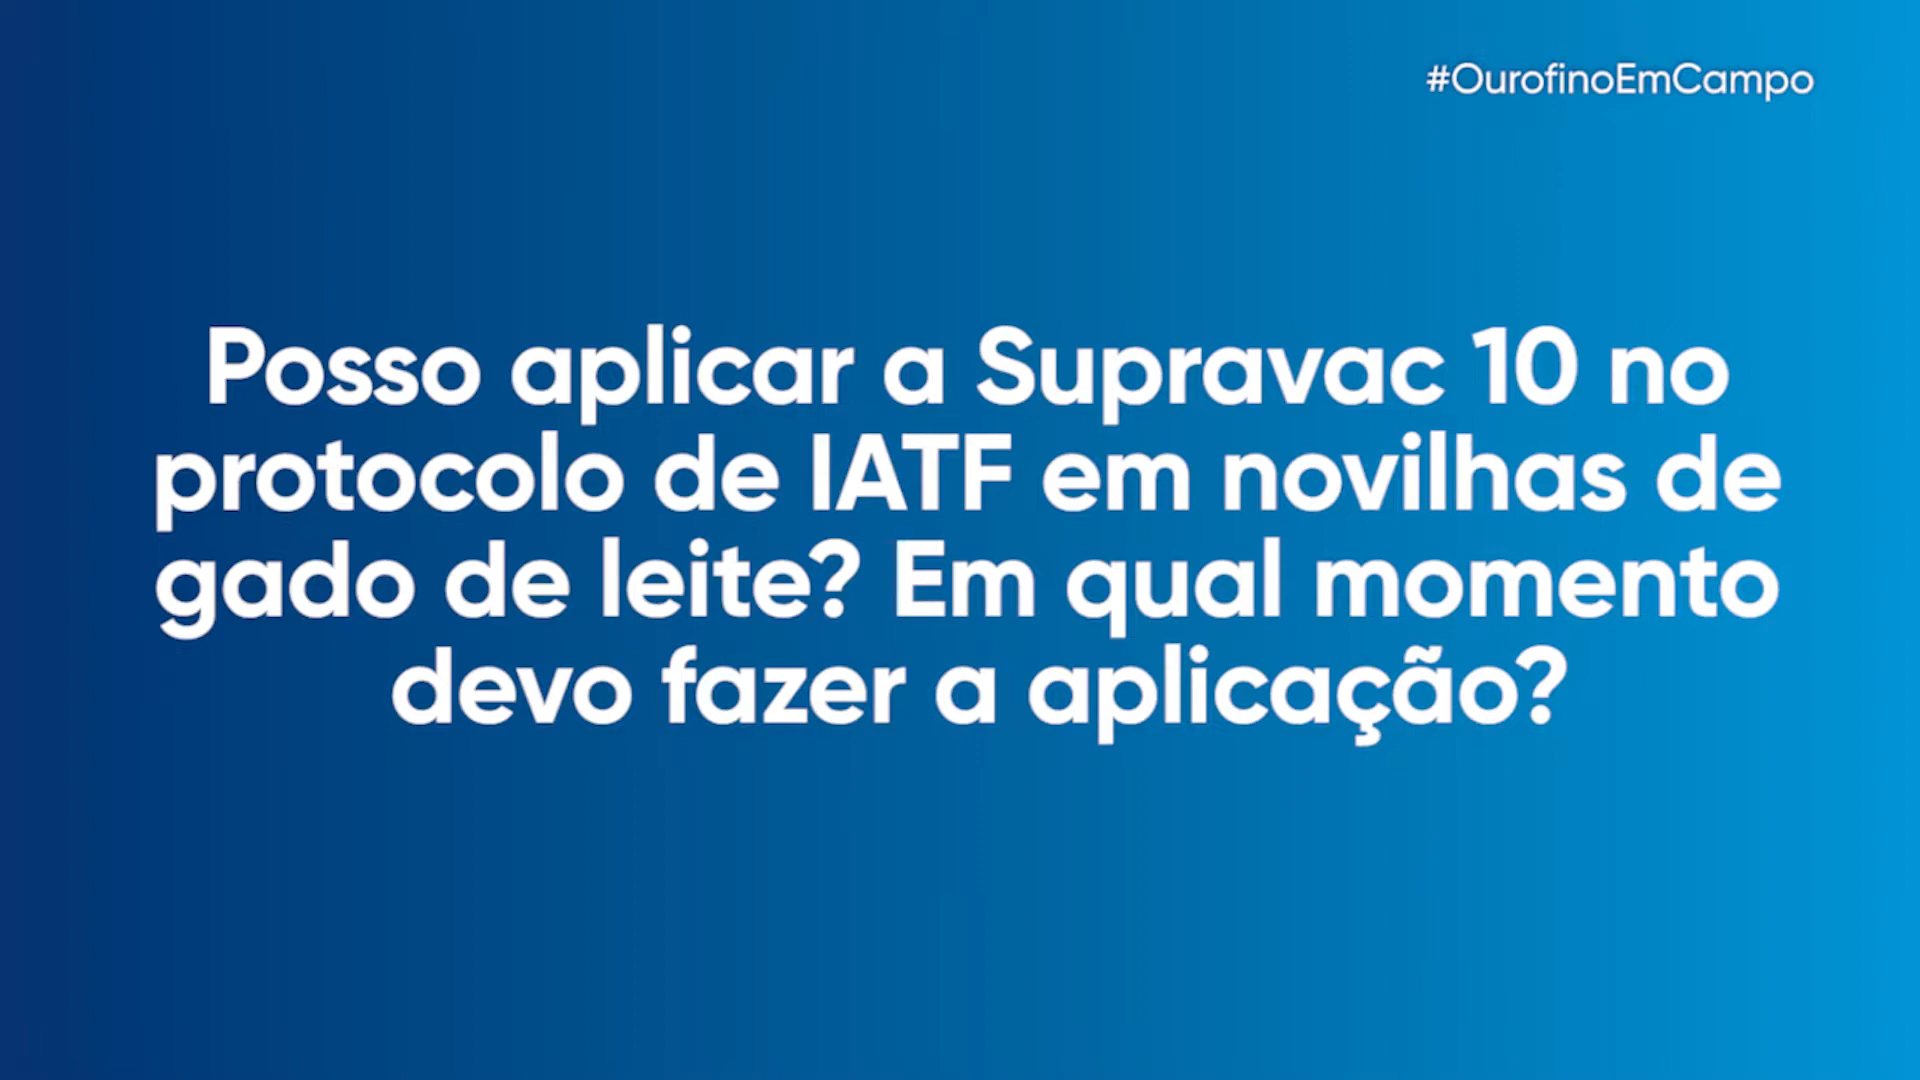 #OurofinoEmCampo
Posso aplicar a Supravac 10 no
protocolo de IATF em novilhas de
gado de leite? Em qual momento
devo fazer a aplicação?